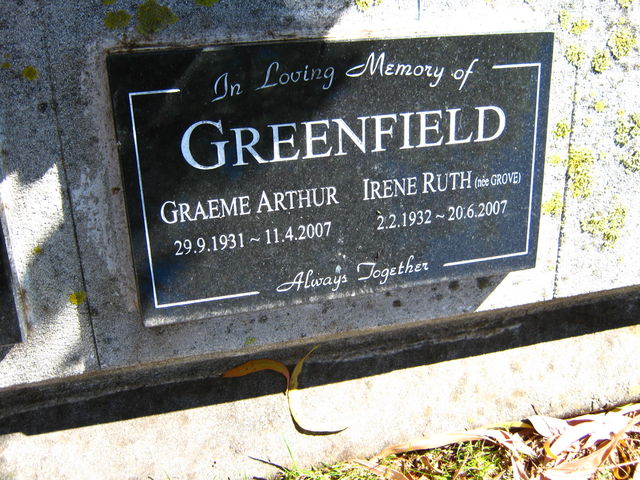 In Loving Memory of
GREENFIELD
GRAEME ARTHUR IRENE RUTH (née GROVE)
29.9.1931 ~ 11.4.2007 2.2.1932 ~ 20.6.2007
Always Together